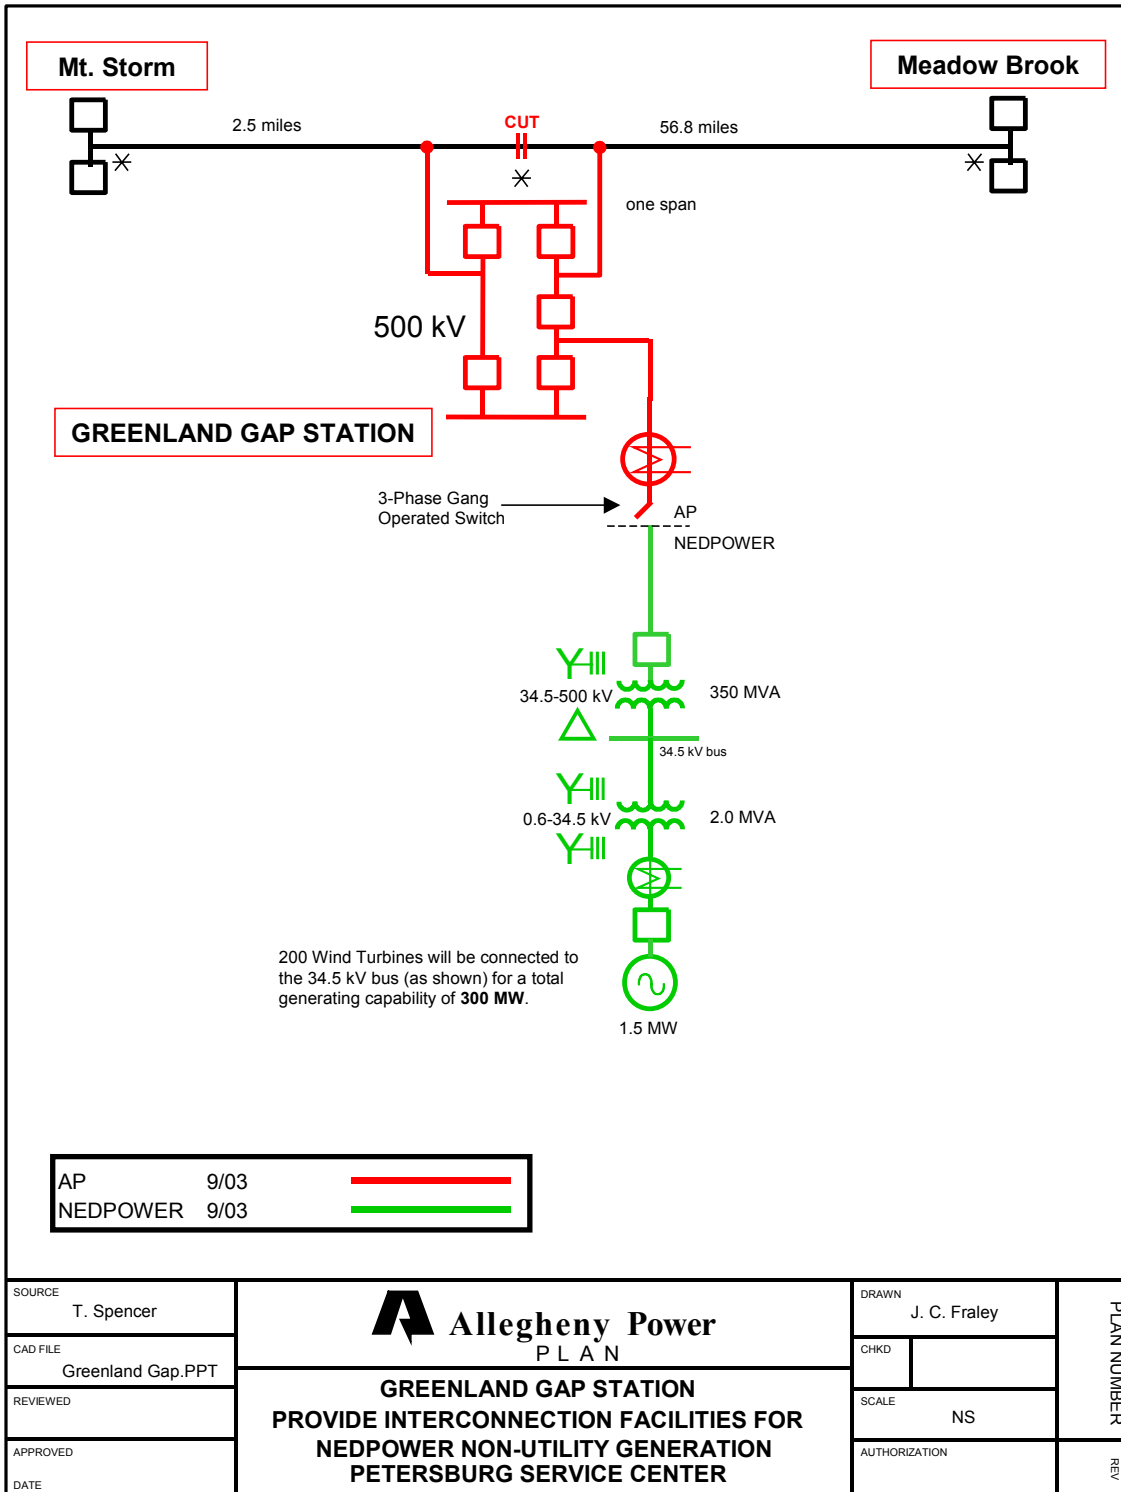 Mt. Storm
Meadow Brook
2.5 miles
CUT
56.8 miles
one span
500 kV
GREENLAND GAP STATION
3-Phase Gang
Operated Switch
AP
NEDPOWER
34.5-500 kV
350 MVA
34.5 kV bus
0.6-34.5 kV
2.0 MVA
200 Wind Turbines will be connected to
the 34.5 kV bus (as shown) for a total
generating capability of 300 MW.
1.5 MW
AP 9/03
NEDPOWER 9/03
SOURCE
T. Spencer
CAD FILE
Greenland Gap.PPT
REVIEWED
APPROVED
DATE
Allegheny Power
PLAN
GREENLAND GAP STATION
PROVIDE INTERCONNECTION FACILITIES FOR
NEDPOWER NON-UTILITY GENERATION
PETERSBURG SERVICE CENTER
DRAWN
J. C. Fraley
CHKD
SCALE
NS
AUTHORIZATION
PLAN NUMBER
REV